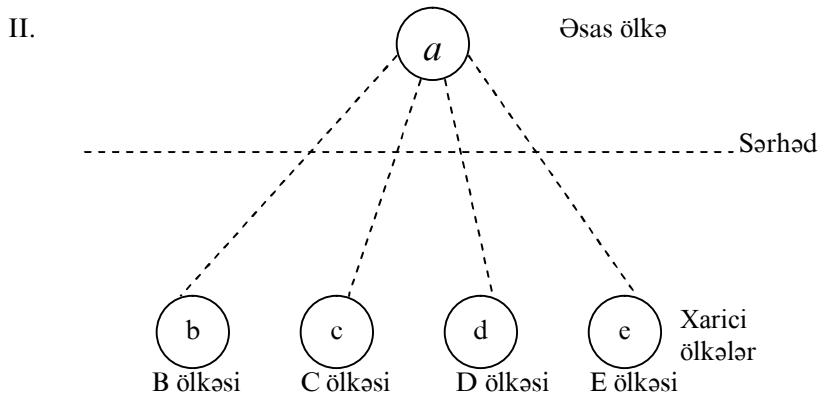 II.
Əsas ölkə
a
Sərhəd
b
c
d
e
Xarici
ölkələr
B ölkəsi
C ölkəsi
D ölkəsi
E ölkəsi